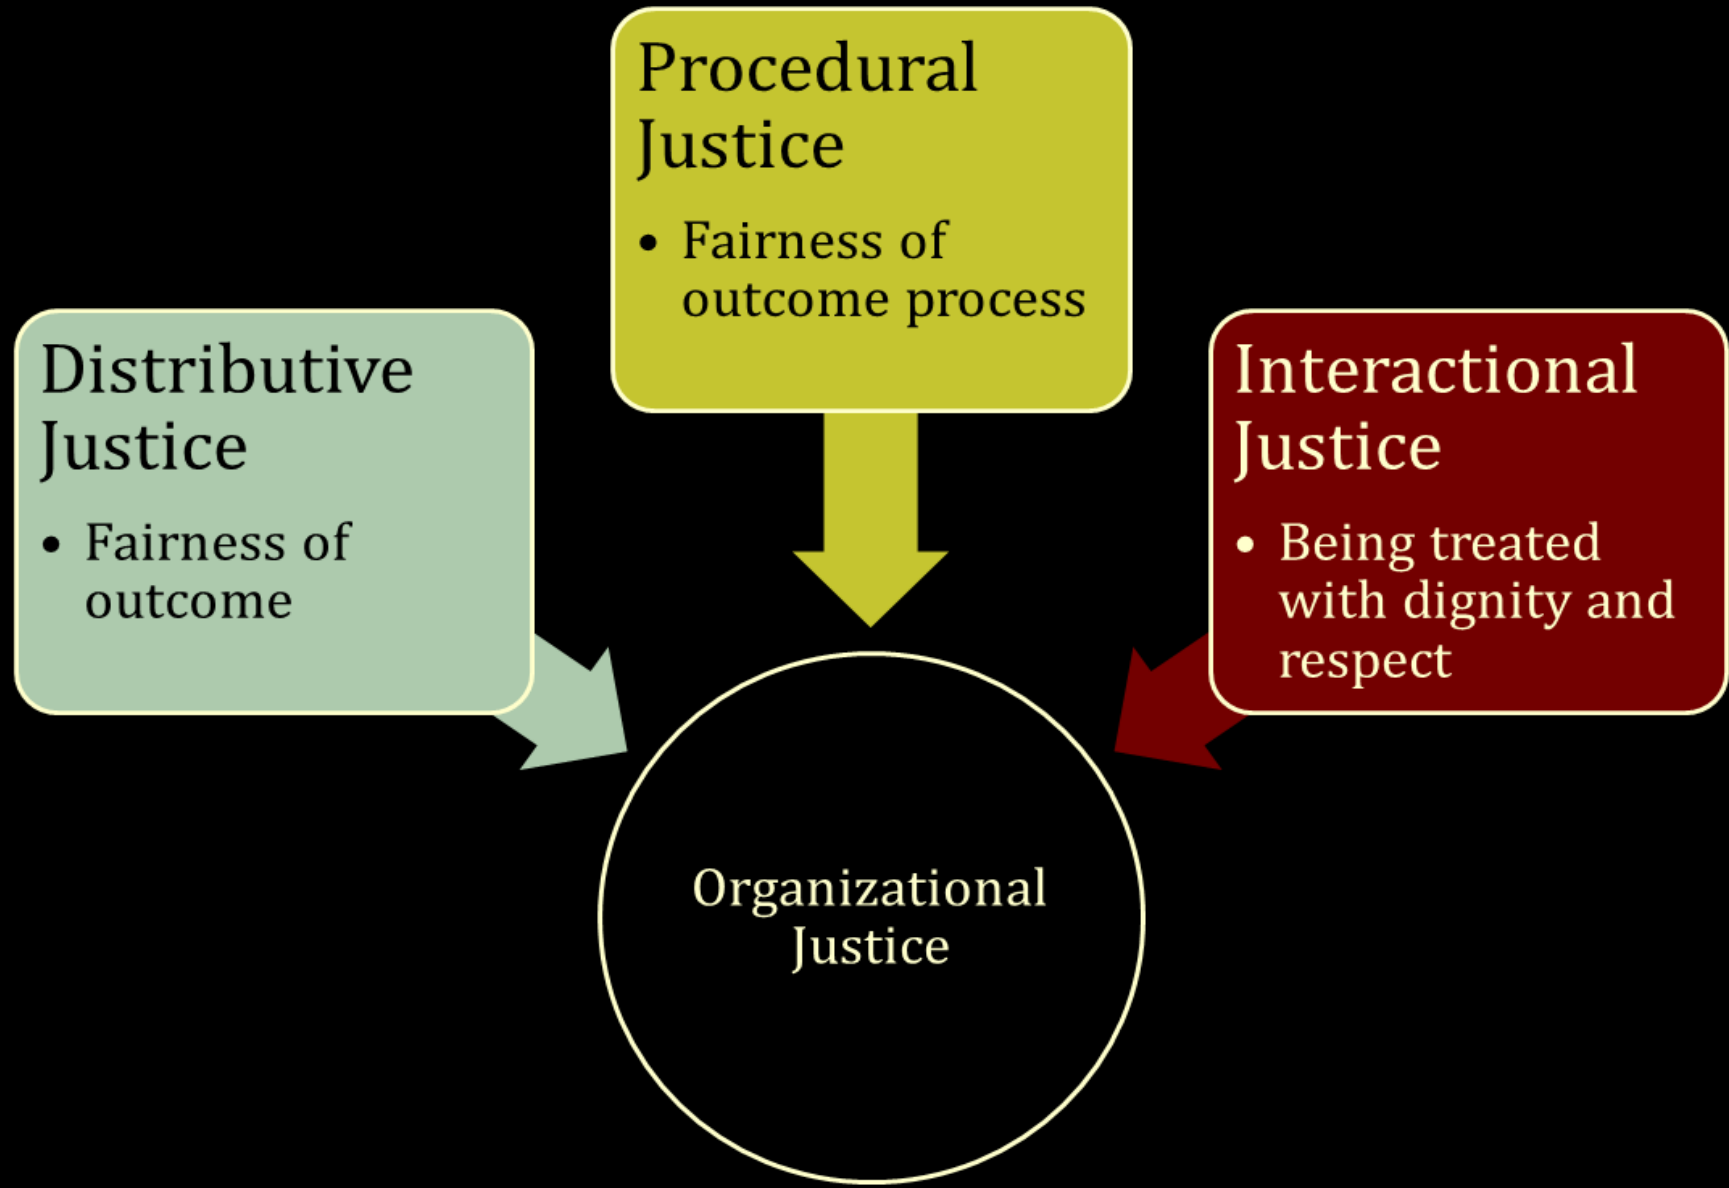 Procedural
Justice
• Fairness of
outcome process
Distributive
Justice
• Fairness of
outcome
Interactional
Justice
• Being treated
with dignity and
respect
Organizational
Justice